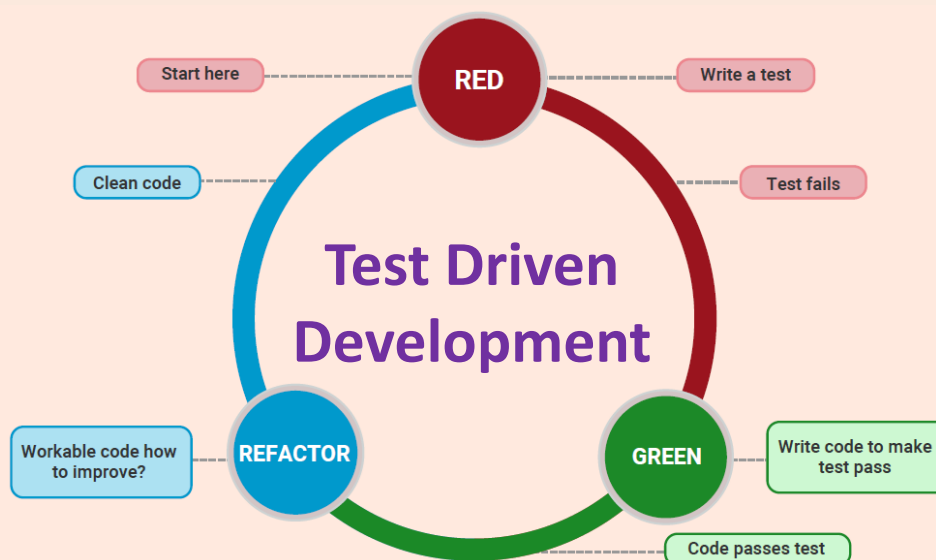 RED
Start here
Write a test
Clean code
Test fails
Test Driven
Development
REFACTOR
GREEN
Workable code how
to improve?
Write code to make
test pass
Code passes test